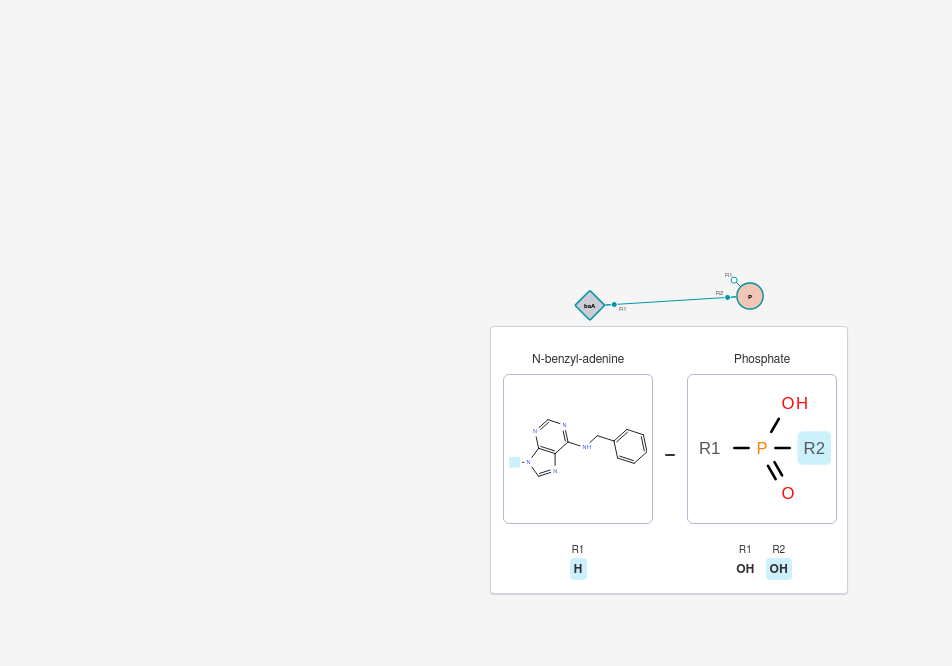 R1
R2
P
baA
R1
N-benzyl-adenine
Phosphate
OH
N
N
NH
R1
P
R2
N
N
O
R1
R1
R2
H
OH
OH